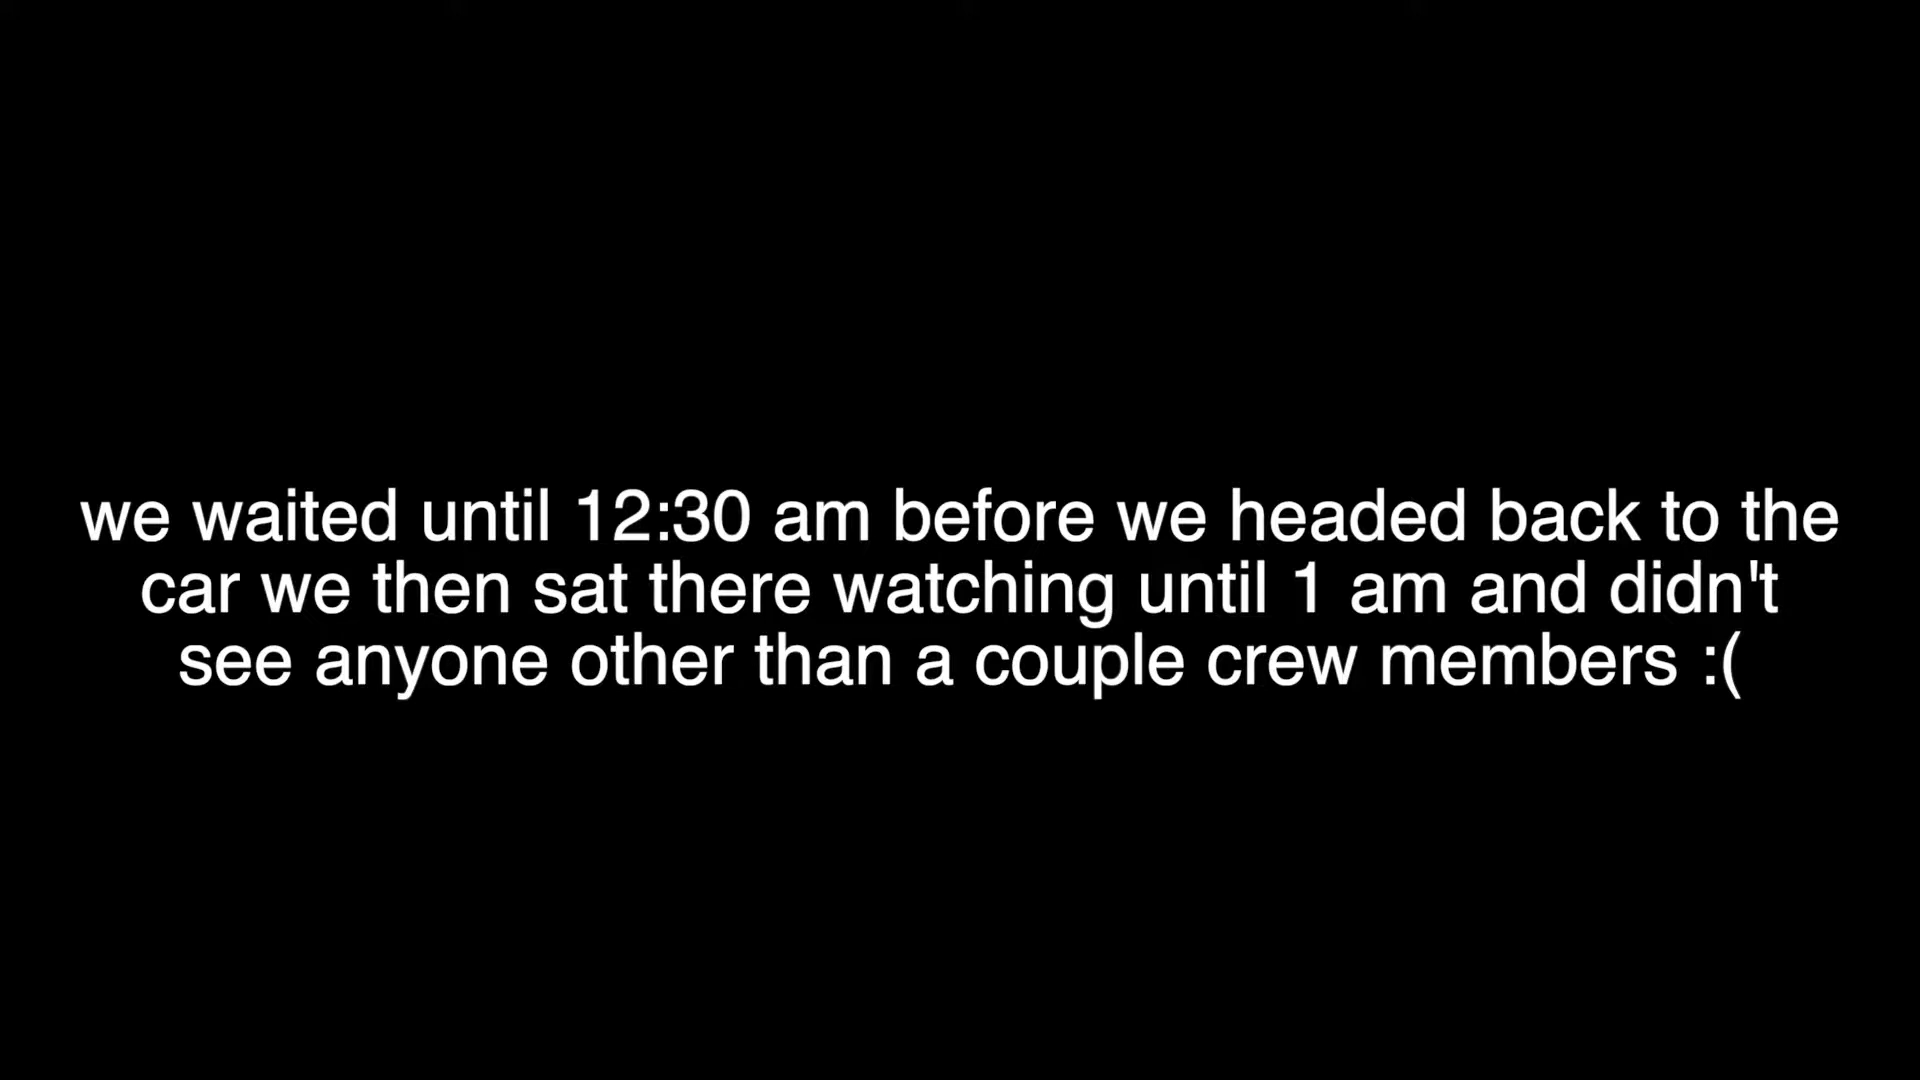 we waited until 12:30 am before we headed back to the
car we then sat there watching until 1 am and didn't
see anyone other than a couple crew members :(